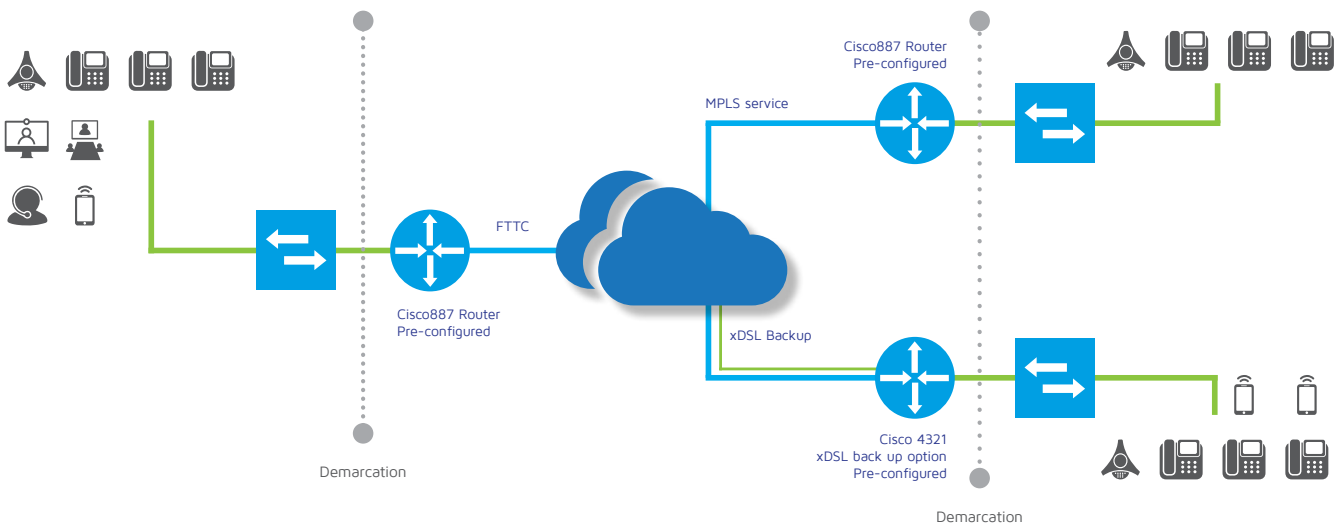 Cisco887 Router
Pre-configured
MPLS service
FTTC
Cisco887 Router
Pre-configured
xDSL Backup
Cisco 4321
xDSL back up option
Pre-configured
Demarcation
Demarcation